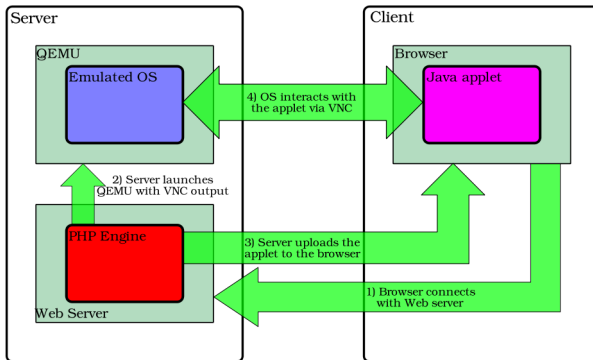 Server
Client
QEMU
Browser
Emulated OS
Java applet
4) OS interacts with
the applet via VNC
2) Server launches
QEMU with VNC output
PHP Engine
3) Server uploads the
applet to the browser
1) Browser connects
with Web server
Web Server